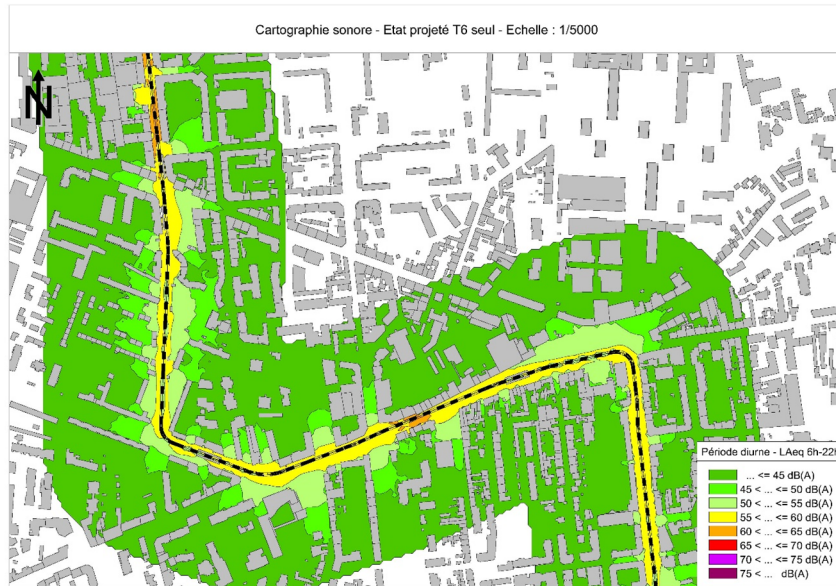 Cartographie sonore - Etat projeté T6 seul - Echelle : 1/5000
N
Période diurne - LAeq 6h-22h
... <= 45 dB(A)
45 < ... <= 50 dB(A)
50 < ... <= 55 dB(A)
55 < ... <= 60 dB(A)
60 < ... <= 65 dB(A)
65 < ... <= 70 dB(A)
70 < ... <= 75 dB(A)
75 < ... dB(A)